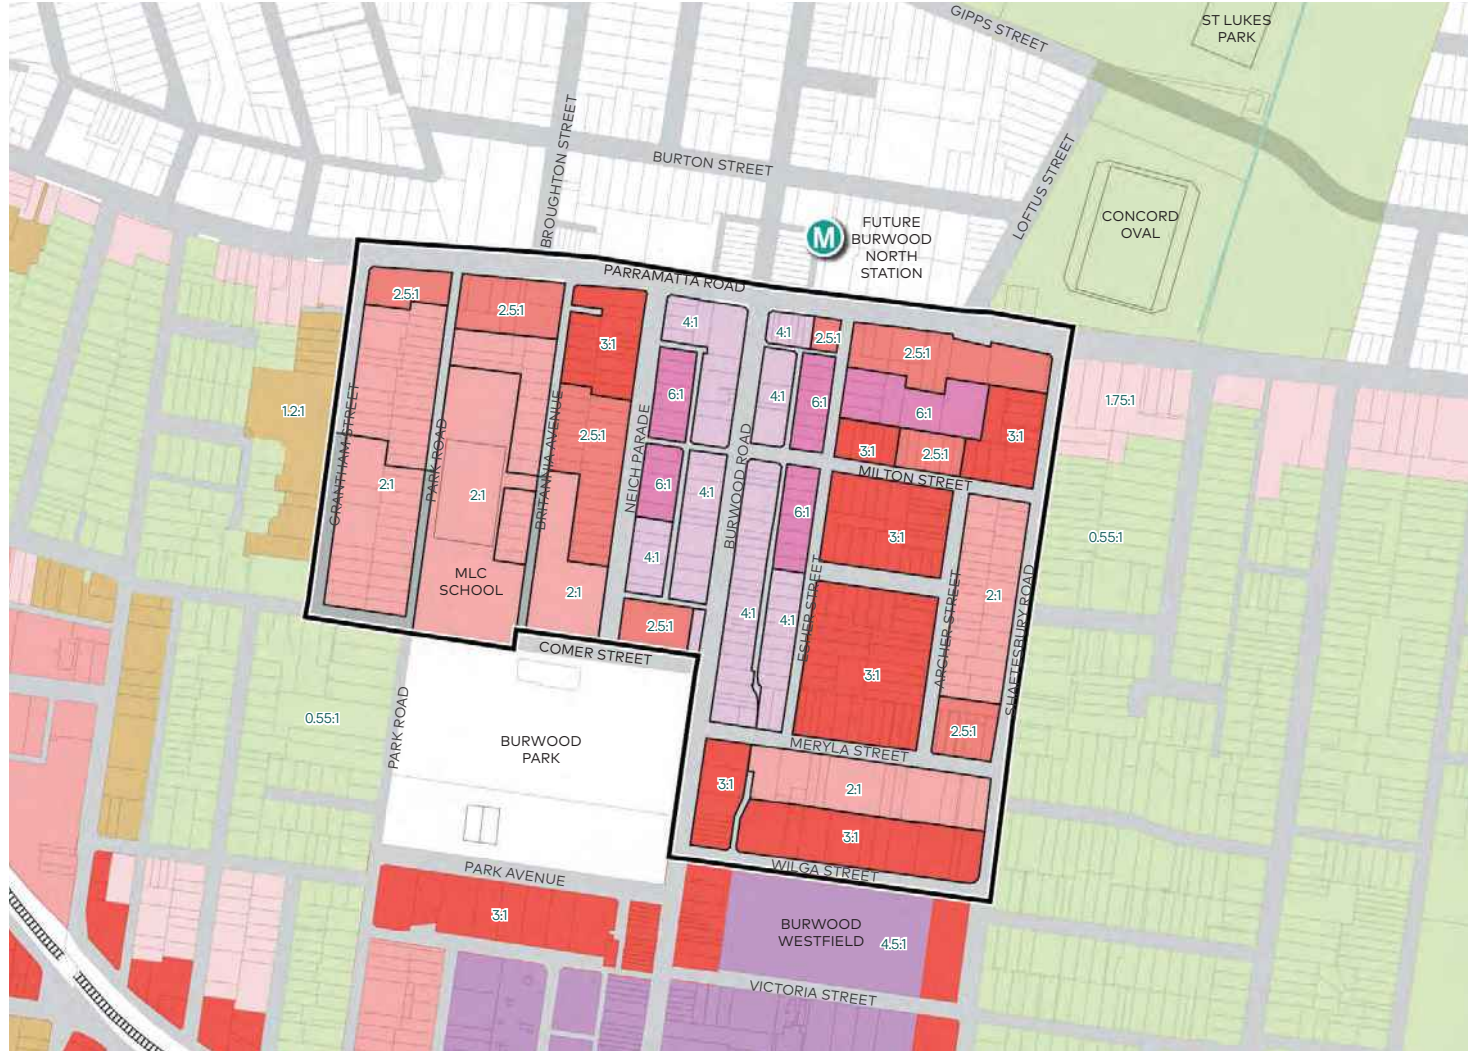 GIPPS STREET
ST LUKES
PARK
BROUGHTON STREET
BURTON STREET
LOFTUS STREET
CONCORD
OVAL
M
FUTURE
BURWOOD
NORTH
STATION
PARRAMATTA ROAD
2.5:1
2.5:1
3:1
4:1
4:1
2.5:1
2.5:1
1.2:1
6:1
4:1
6:1
6:1
1.75:1
GRANTHAM STREET
PARK ROAD
BRITANNIA AVENUE
2.5:1
NEICH PARADE
BURWOOD ROAD
3:1
2.5:1
3:1
MILTON STREET
2:1
2:1
6:1
4:1
6:1
3:1
0.55:1
4:1
MLC
SCHOOL
2:1
2.5:1
4:1
4:1
ESHER STREET
ARCHER STREET
2:1
SHAFTESBURY ROAD
COMER STREET
3:1
0.55:1
PARK ROAD
BURWOOD
PARK
2.5:1
MERYLA STREET
3:1
2:1
3:1
WILGA STREET
PARK AVENUE
3:1
BURWOOD
WESTFIELD
4.5:1
VICTORIA STREET